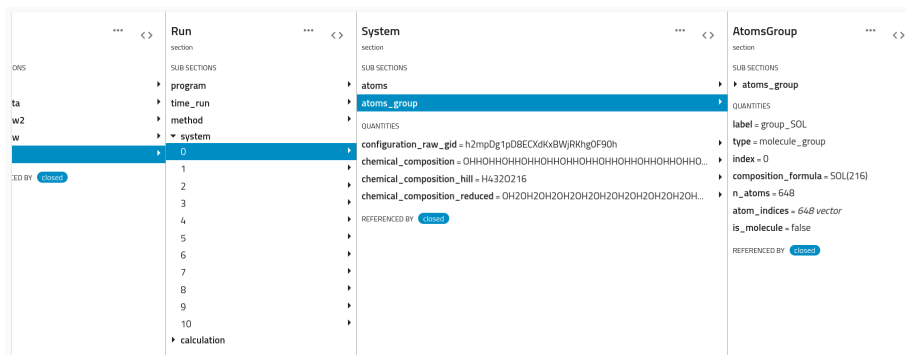 ONS
ta
w2
w
CED BY closed
Run
section
SUB SECTIONS
program
time_run
method
system
0
1
2
3
4
5
6
7
8
9
10
calculation
System
section
SUB SECTIONS
atoms
atoms_group
QUANTITIES
configuration_raw_gid = h2mpDg1pD8ECXdKxBWjRKhg0F90h
chemical_composition = OHHOHHOHHOHHOHHOHHOHHOHHOHHOHHOHHOHHO...
chemical_composition_hill = H432O216
chemical_composition_reduced = OH2OH2OH2OH2OH2OH2OH2OH2OH2OH...
REFERENCED BY closed
AtomsGroup
section
SUB SECTIONS
atoms_group
QUANTITIES
label = group_SOL
type = molecule_group
index = 0
composition_formula = SOL(216)
n_atoms = 648
atom_indices = 648 vector
is_molecule = false
REFERENCED BY closed